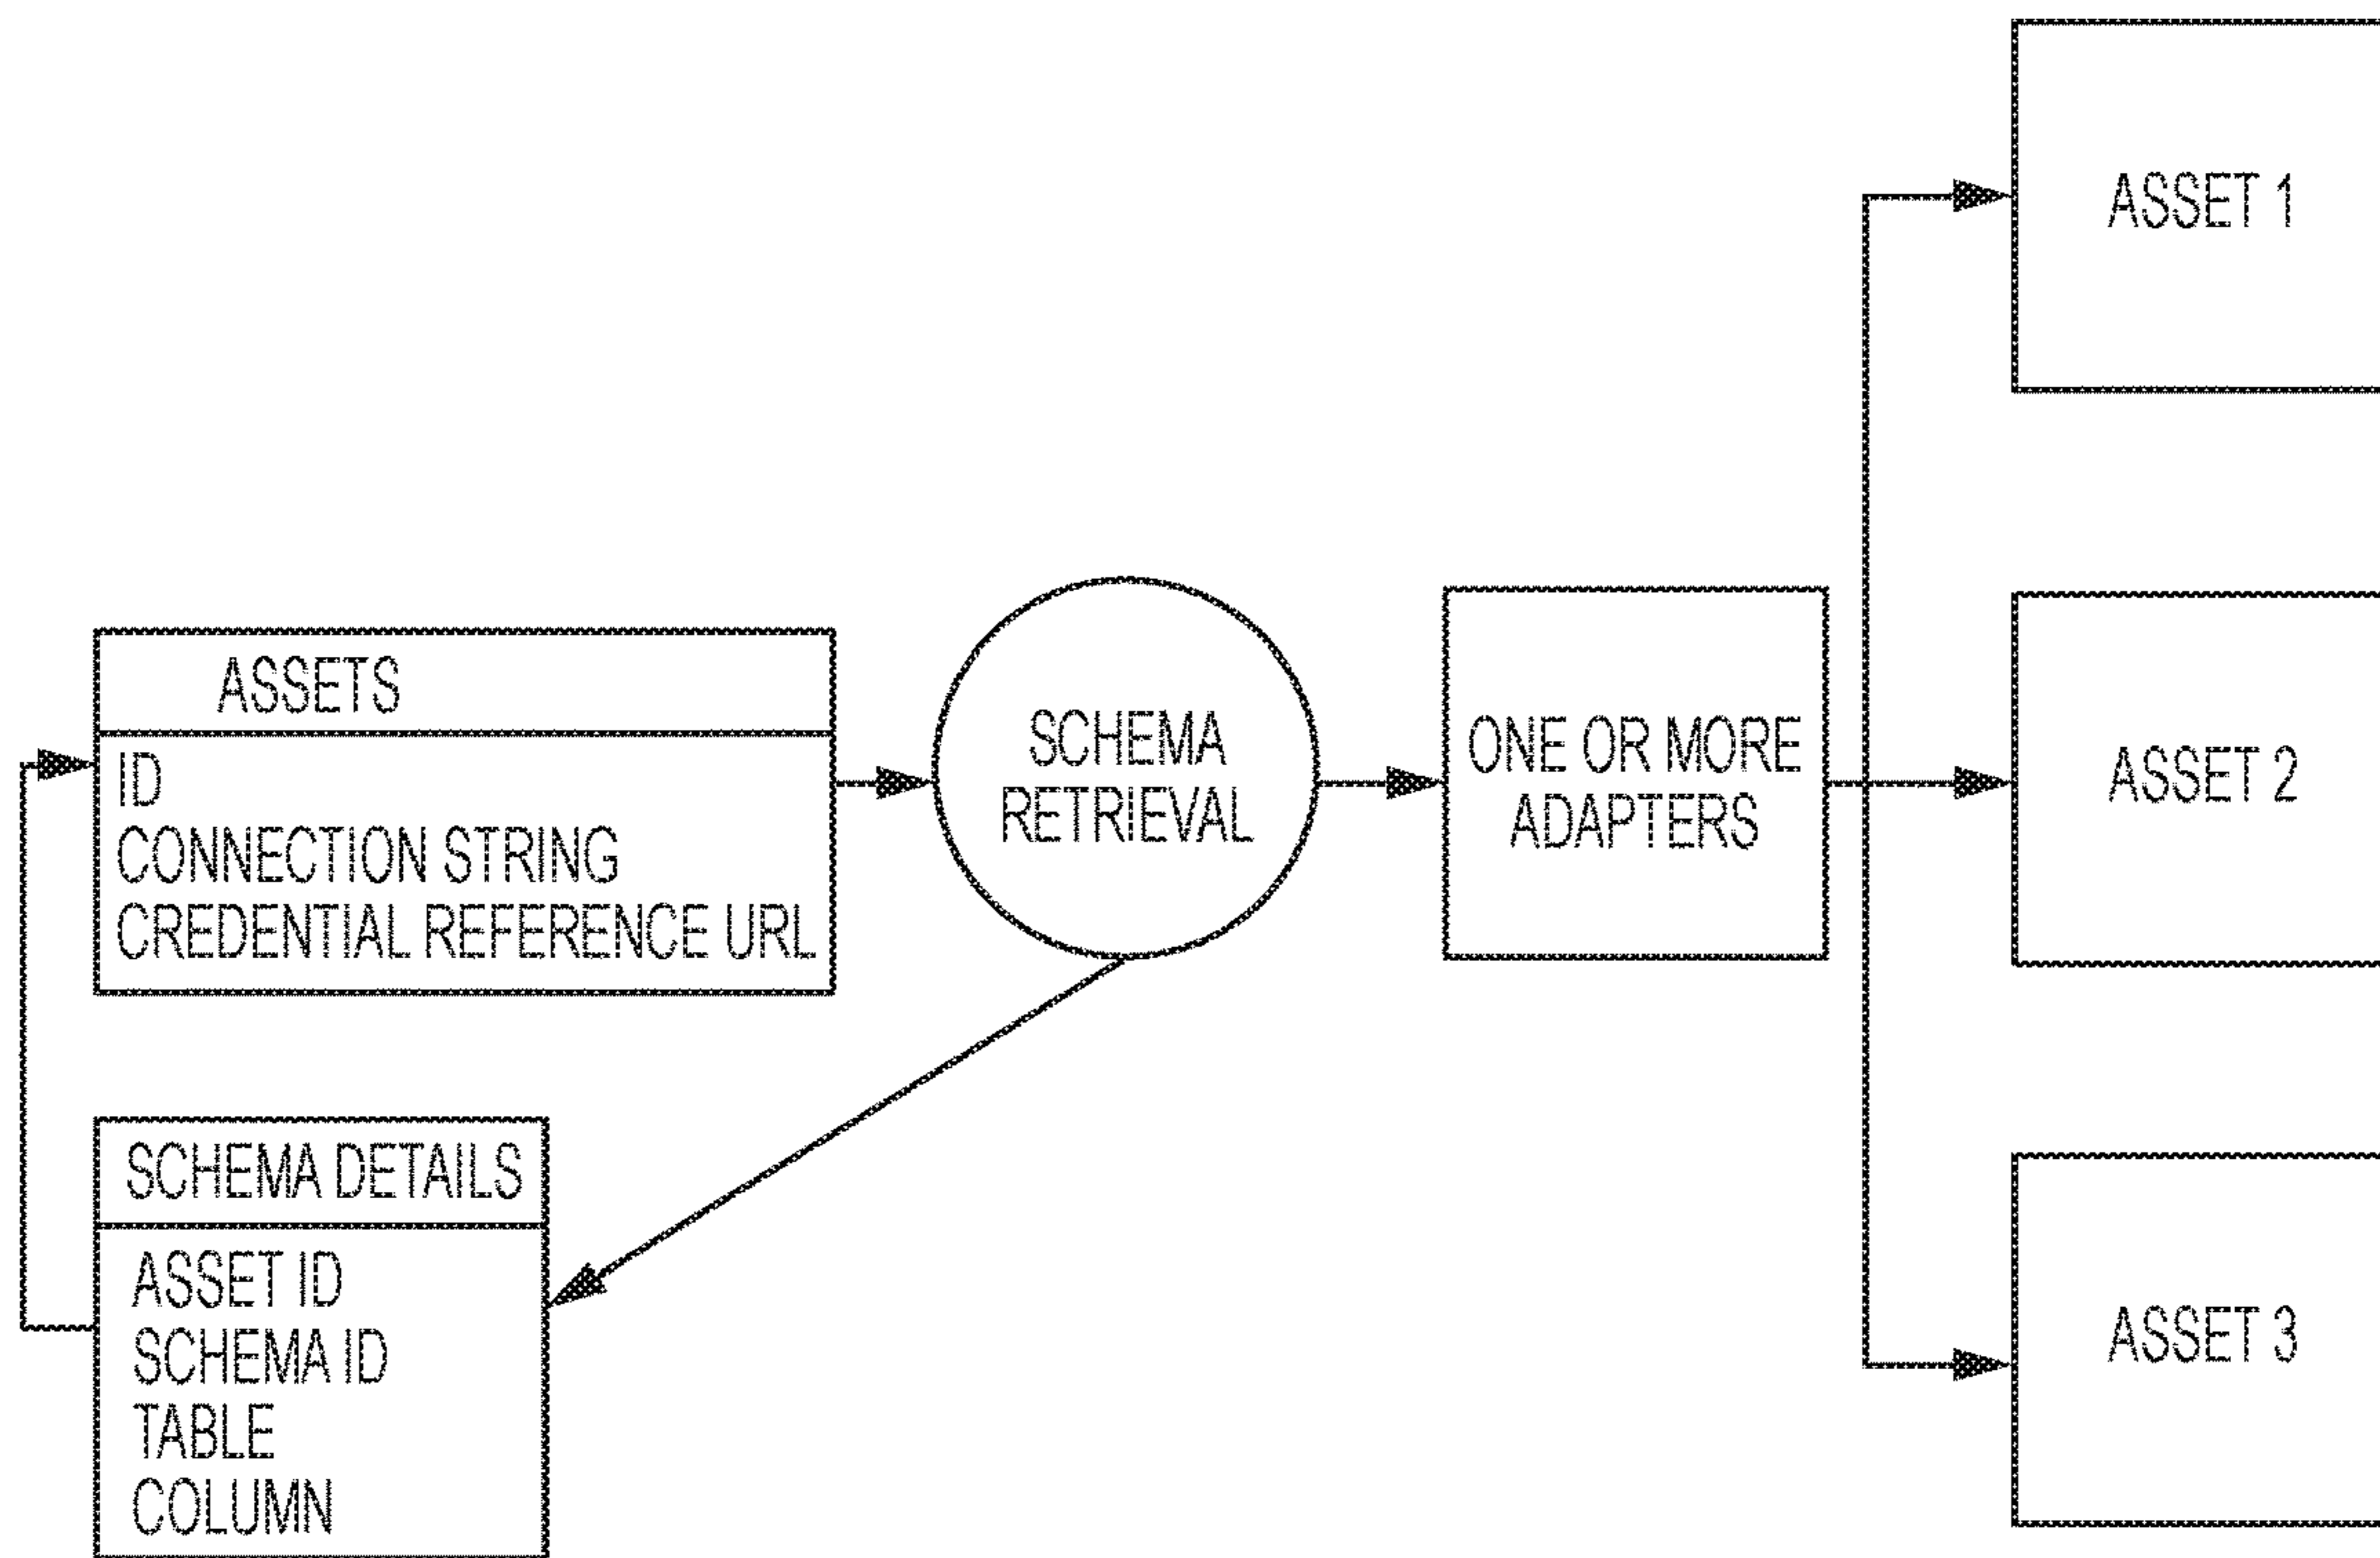 ASSETS
ID
CONNECTION STRING
CREDENTIAL REFERENCE URL
SCHEMA DETAILS
ASSET ID
SCHEMA ID
TABLE
COLUMN
SCHEMA
RETRIEVAL
ONE OR MORE
ADAPTERS
ASSET 1
ASSET 2
ASSET 3